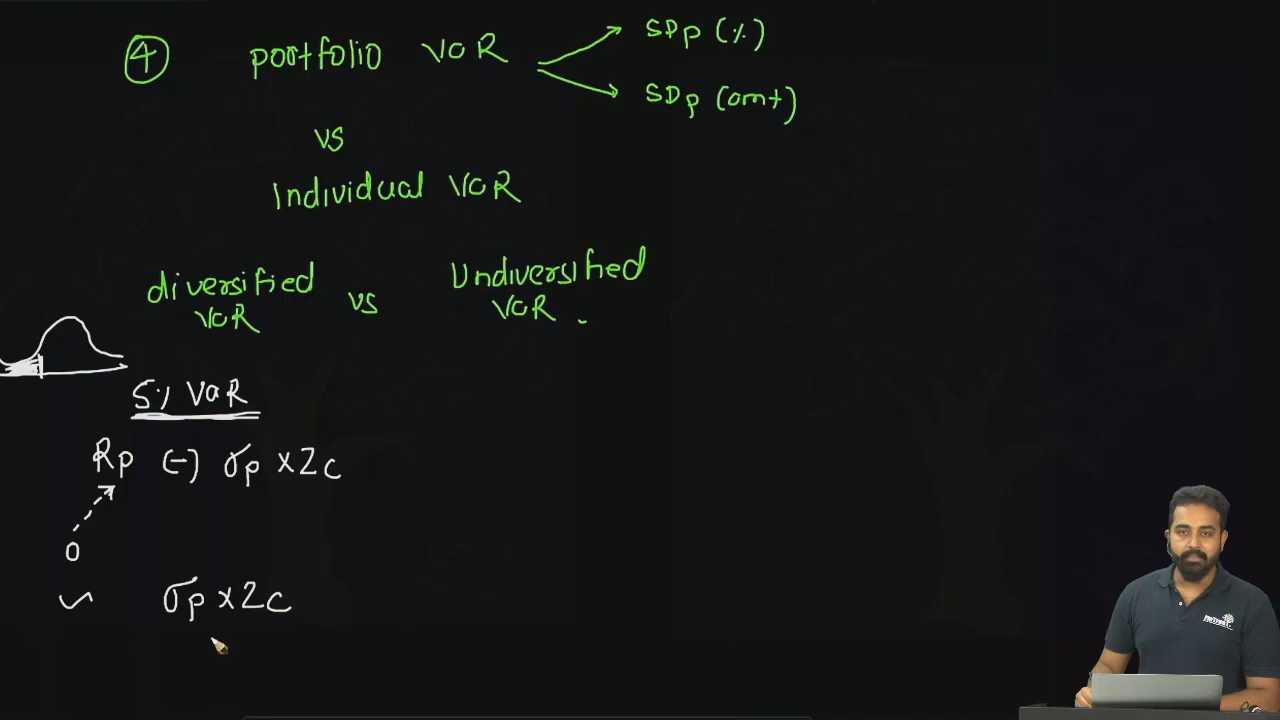 4 portfolio VaR SDp (%)
SDp (amt)
vs
Individual VaR
diversified VaR vs Undiversified VaR.
5% VaR
Rp (-) σp × Zc
0
σp × Zc